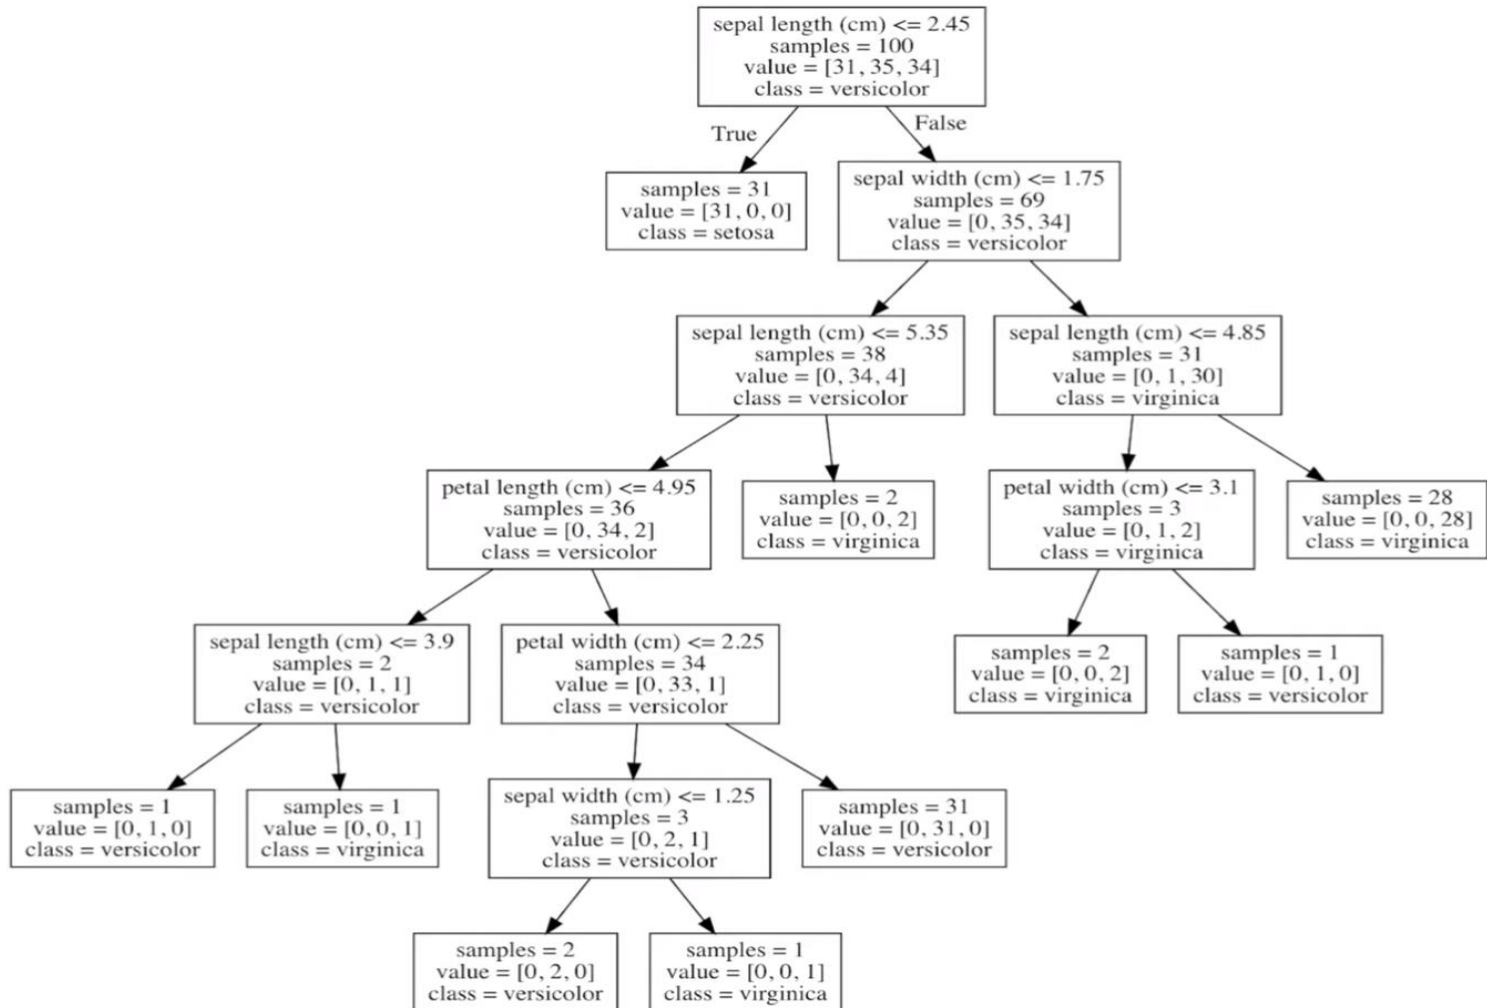 sepal length (cm) <= 2.45
samples = 100
value = [31, 35, 34]
class = versicolor
True
False
samples = 31
value = [31, 0, 0]
class = setosa
sepal width (cm) <= 1.75
samples = 69
value = [0, 35, 34]
class = versicolor
sepal length (cm) <= 5.35
samples = 38
value = [0, 34, 4]
class = versicolor
sepal length (cm) <= 4.85
samples = 31
value = [0, 1, 30]
class = virginica
petal length (cm) <= 4.95
samples = 36
value = [0, 34, 2]
class = versicolor
samples = 2
value = [0, 0, 2]
class = virginica
petal width (cm) <= 3.1
samples = 3
value = [0, 1, 2]
class = virginica
samples = 28
value = [0, 0, 28]
class = virginica
sepal length (cm) <= 3.9
samples = 2
value = [0, 1, 1]
class = versicolor
petal width (cm) <= 2.25
samples = 34
value = [0, 33, 1]
class = versicolor
samples = 2
value = [0, 0, 2]
class = virginica
samples = 1
value = [0, 1, 0]
class = versicolor
samples = 1
value = [0, 1, 0]
class = versicolor
samples = 1
value = [0, 0, 1]
class = virginica
sepal width (cm) <= 1.25
samples = 3
value = [0, 2, 1]
class = versicolor
samples = 31
value = [0, 31, 0]
class = versicolor
samples = 2
value = [0, 2, 0]
class = versicolor
samples = 1
value = [0, 0, 1]
class = virginica